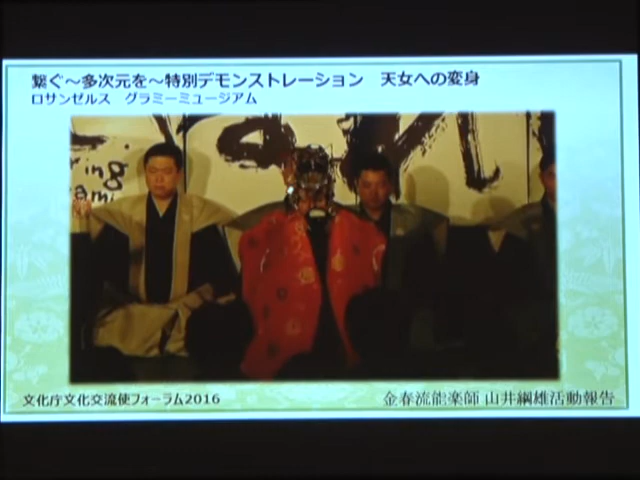 繋ぐ～多次元を～特別デモンストレーション　天女への変身
ロサンゼルス　グラミーミュージアム
ring
ami
文化庁文化交流使フォーラム2016
金春流能楽師 山井綱雄活動報告